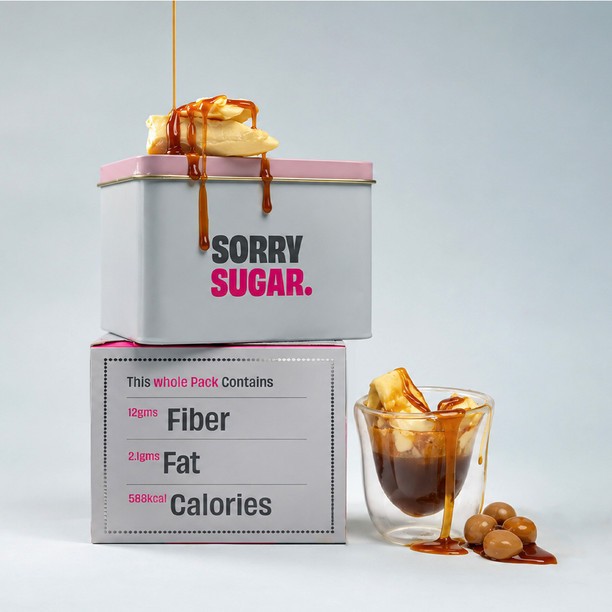 SORRY
SUGAR.
This whole Pack Contains
12gms Fiber
2.1gms Fat
588kcal Calories